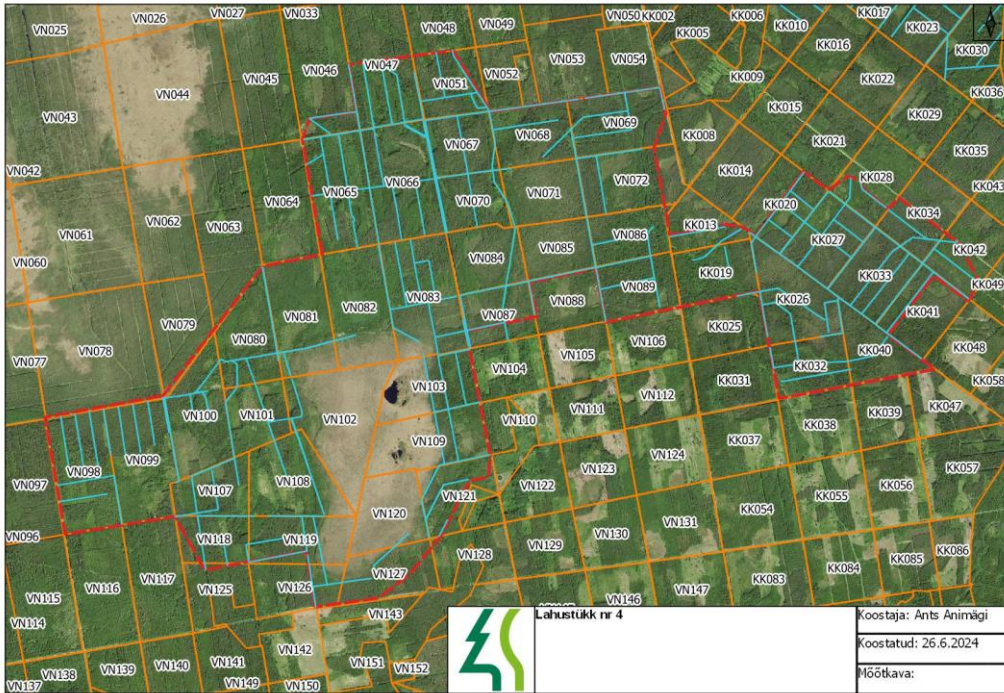 VN025
VN026
VN027
VN033
VN048
VN049
VN050
KK002
KK006
KK010
KK017
KK005
KK016
KK023
KK030
VN045
VN046
VN047
VN051
VN052
VN053
VN054
KK009
KK022
KK036
VN044
VN043
KK015
KK029
VN067
VN068
VN069
KK008
KK021
KK035
VN042
VN064
VN065
VN066
VN070
VN071
VN072
KK014
KK028
KK043
KK020
KK034
VN062
VN063
KK013
VN061
VN086
KK027
VN060
VN084
VN085
KK042
KK019
KK033
KK049
VN083
VN088
VN089
KK026
VN081
VN082
VN087
KK041
VN079
KK025
VN080
KK040
KK048
VN078
VN077
VN104
VN105
VN106
KK032
KK031
KK058
VN103
VN112
KK047
VN100
VN101
VN102
VN110
VN111
KK039
KK038
VN109
KK037
VN099
VN098
VN124
VN123
KK057
VN097
VN108
VN107
VN122
KK056
VN121
KK055
VN120
VN131
KK054
VN096
VN118
VN119
VN130
VN129
VN128
KK086
KK085
KK084
VN127
KK083
VN117
VN116
VN125
VN126
VN147
VN115
VN146
VN143
VN114
VN142
VN141
VN140
VN139
VN138
VN151
VN152
VN137
VN149
VN150
Lahustükk nr 4
Koostaja: Ants Animägi
Koostatud: 26.6.2024
Mõõtkava: